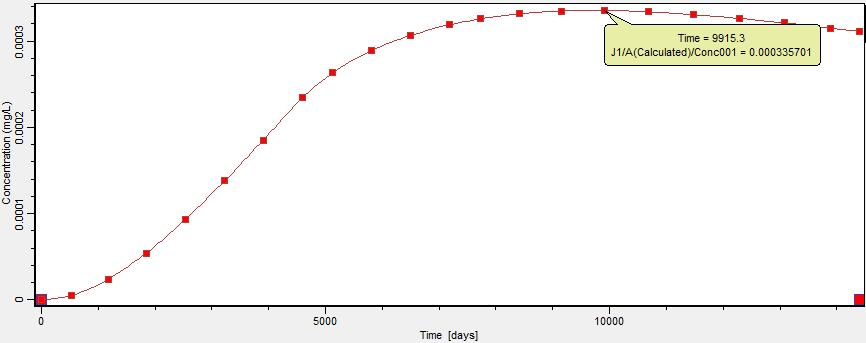 Concentration (mg/L)
0.0003
0.0002
0.0001
0
Time = 9915.3
J1/A(Calculated)/Conc001 = 0.000335701
0 5000 10000
Time [days]